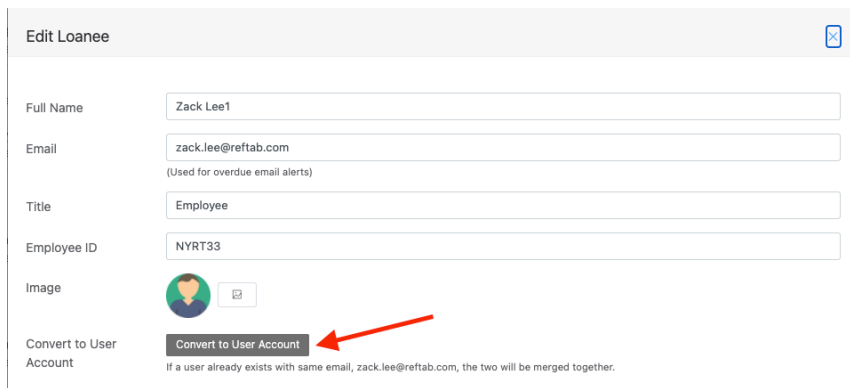 Edit Loanee
Full Name
Zack Lee1
Email
zack.lee@reftab.com
(Used for overdue email alerts)
Title
Employee
Employee ID
NYRT33
Image
Convert to User
Account
Convert to User Account
If a user already exists with same email, zack.lee@reftab.com, the two will be merged together.